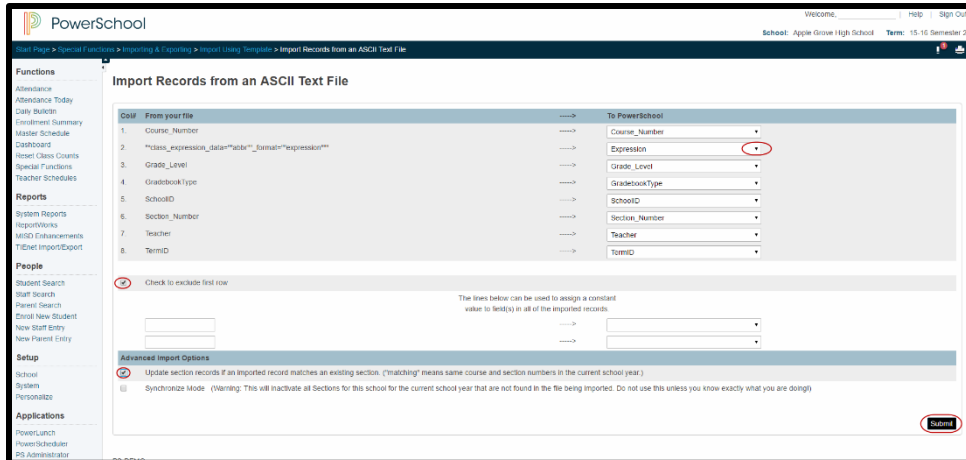 PowerSchool
Welcome, Help Sign Out
School: Apple Grove High School Term: 15-16 Semester 2
Start Page > Special Functions > Importing & Exporting > Import Using Template > Import Records from an ASCII Text File
Functions
Attendance
Attendance Today
Daily Bulletin
Enrollment Summary
Master Schedule
Dashboard
Reset Class Counts
Special Functions
Teacher Schedules
Reports
System Reports
ReportWorks
MISD Enhancements
TIEnet Import/Export
People
Student Search
Staff Search
Parent Search
Enroll New Student
New Staff Entry
New Parent Entry
Setup
School
System
Personalize
Applications
PowerLunch
PowerScheduler
PS Administrator
Import Records from an ASCII Text File
Col# From your file -----> To PowerSchool
1. Course_Number -----> Course_Number
2. "^class_expression_data=""abbr""_format=""expression""" -----> Expression
3. Grade_Level -----> Grade_Level
4. GradebookType -----> GradebookType
5. SchoolID -----> SchoolID
6. Section_Number -----> Section_Number
7. Teacher -----> Teacher
8. TermID -----> TermID
Check to exclude first row
The lines below can be used to assign a constant
value to field(s) in all of the imported records.
----->
----->
Advanced Import Options
Update section records if an imported record matches an existing section. ("matching" means same course and section numbers in the current school year.)
Synchronize Mode (Warning: This will inactivate all Sections for this school for the current school year that are not found in the file being imported. Do not use this unless you know exactly what you are doing!)
Submit